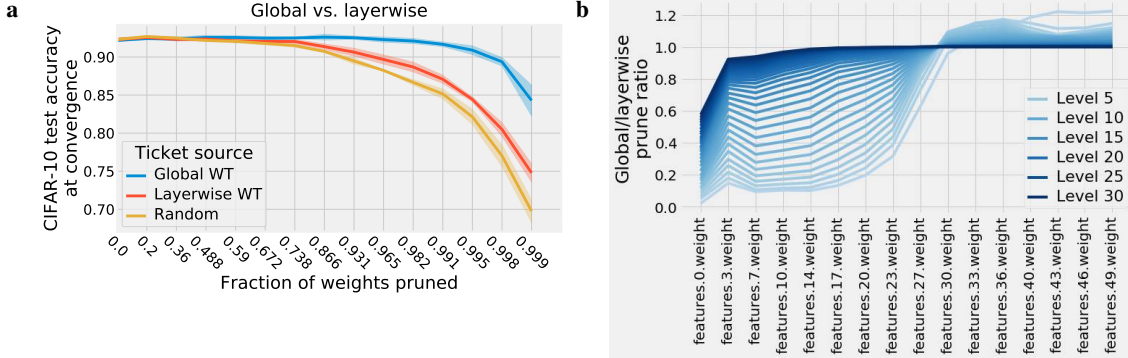 a
Global vs. layerwise
CIFAR-10 test accuracy
at convergence
0.90
0.85
0.80
0.75
0.70
Ticket source
Global WT
Layerwise WT
Random
0.0
0.2
0.36
0.488
0.59
0.672
0.738
0.866
0.931
0.965
0.982
0.991
0.995
0.998
0.999
Fraction of weights pruned
b
Global/layerwise
prune ratio
1.2
1.0
0.8
0.6
0.4
0.2
0.0
Level 5
Level 10
Level 15
Level 20
Level 25
Level 30
features.0.weight
features.3.weight
features.7.weight
features.10.weight
features.14.weight
features.17.weight
features.20.weight
features.23.weight
features.27.weight
features.30.weight
features.33.weight
features.36.weight
features.40.weight
features.43.weight
features.46.weight
features.49.weight